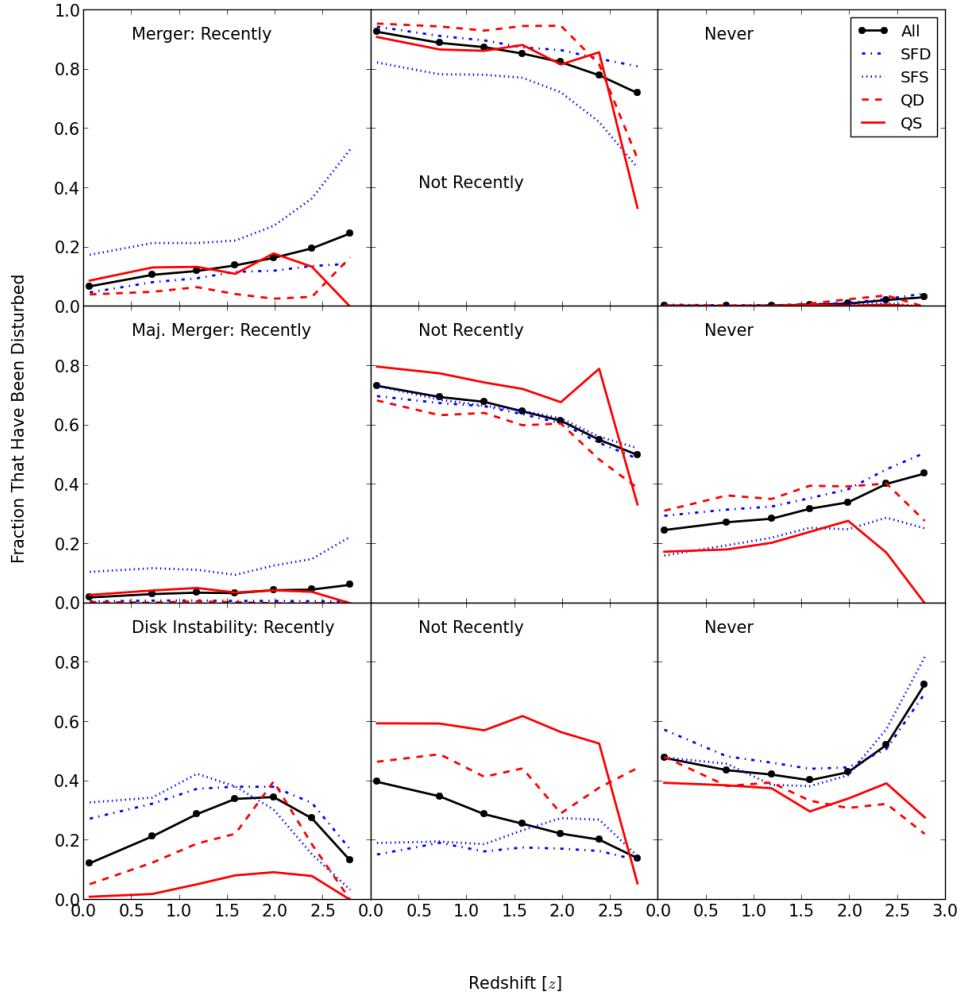 1.0
0.8
0.6
0.4
0.2
0.0
Merger: Recently
Not Recently
Never
All
SFD
SFS
QD
QS
0.8
0.6
0.4
0.2
0.0
Maj. Merger: Recently
Not Recently
Never
Fraction That Have Been Disturbed
0.8
0.6
0.4
0.2
0.0
Disk Instability: Recently
Not Recently
Never
0.0 0.5 1.0 1.5 2.0 2.5 0.0 0.5 1.0 1.5 2.0 2.5 0.0 0.5 1.0 1.5 2.0 2.5 3.0
Redshift [z]